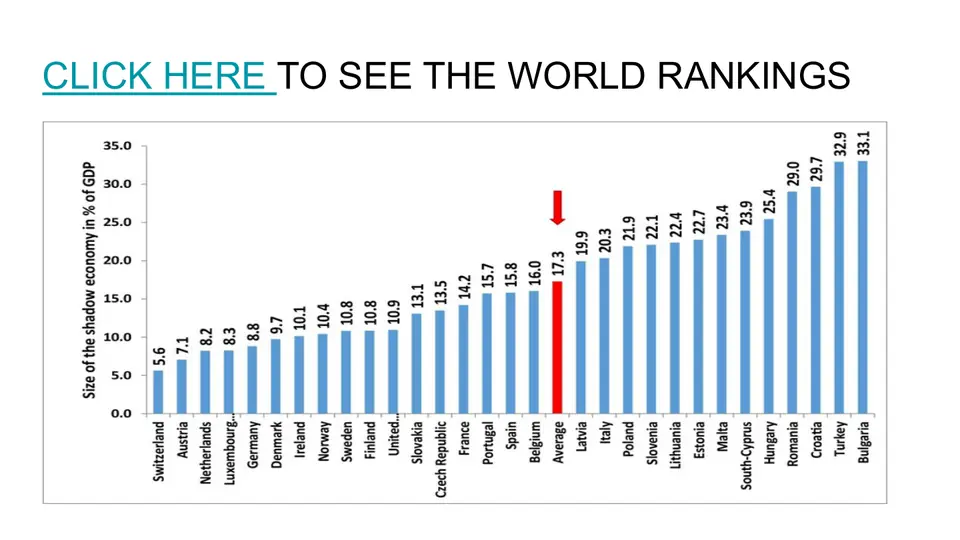 CLICK HERE TO SEE THE WORLD RANKINGS
Size of the shadow economy in % of GDP
35.0
30.0
25.0
20.0
15.0
10.0
5.0
0.0
5.6
7.1
8.2
8.3
8.8
9.7
10.1
10.4
10.8
10.8
10.9
13.1
13.5
14.2
15.7
15.8
16.0
17.3
19.9
20.3
21.9
22.1
22.4
22.7
23.4
23.9
25.4
29.0
29.7
32.9
33.1
Switzerland
Austria
Netherlands
Luxembourg...
Germany
Denmark
Ireland
Norway
Sweden
Finland
United...
Slovakia
Czech Republic
France
Portugal
Spain
Belgium
Average
Latvia
Italy
Poland
Slovenia
Lithuania
Estonia
Malta
South-Cyprus
Hungary
Romania
Croatia
Turkey
Bulgaria